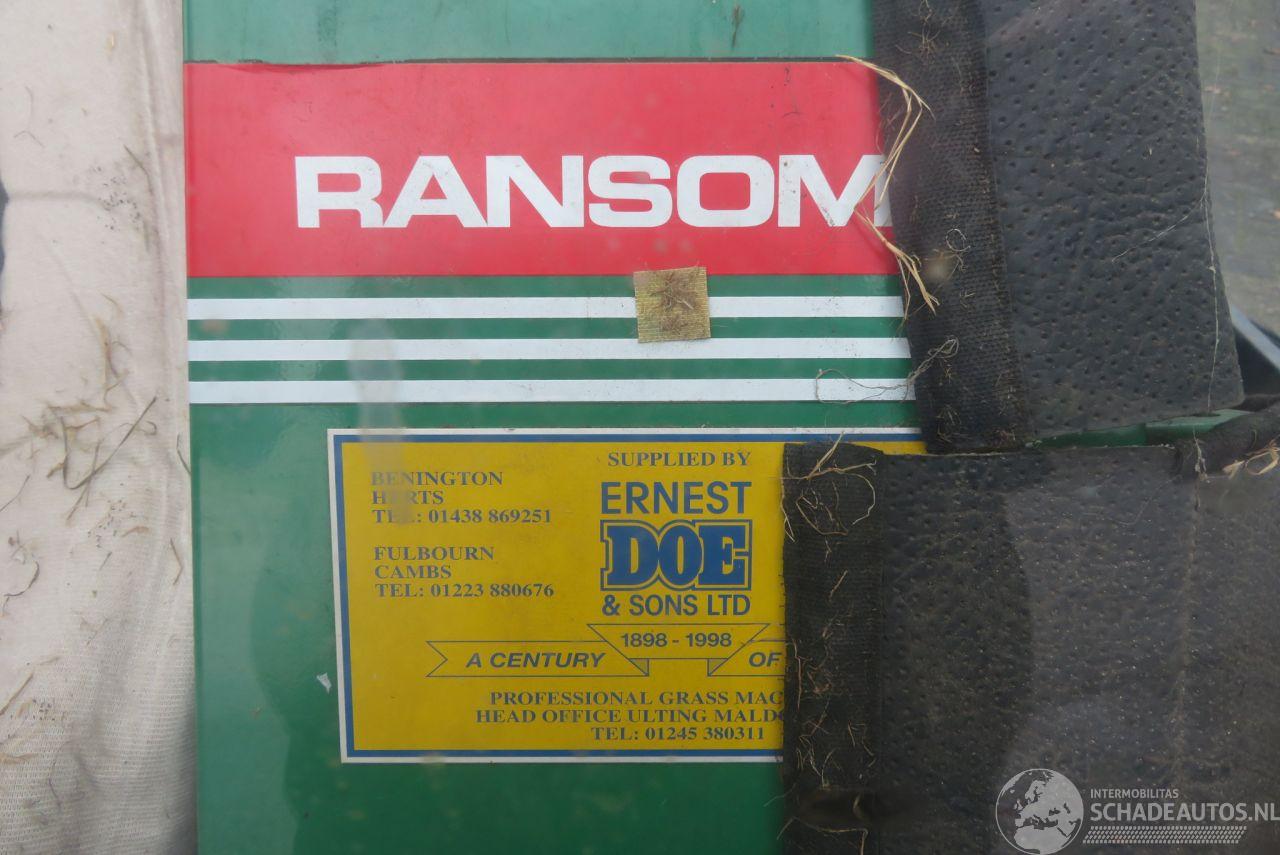 RANSOM
SUPPLIED BY
ERNEST
DOE
& SONS LTD
1898 - 1998
A CENTURY OF
BENINGTON
HERTS
TEL: 01438 869251
FULBOURN
CAMBS
TEL: 01223 880676
PROFESSIONAL GRASS MAC
HEAD OFFICE ULTING MALD
TEL: 01245 380311
INTERMOBILITAS
SCHADEAUTOS.NL